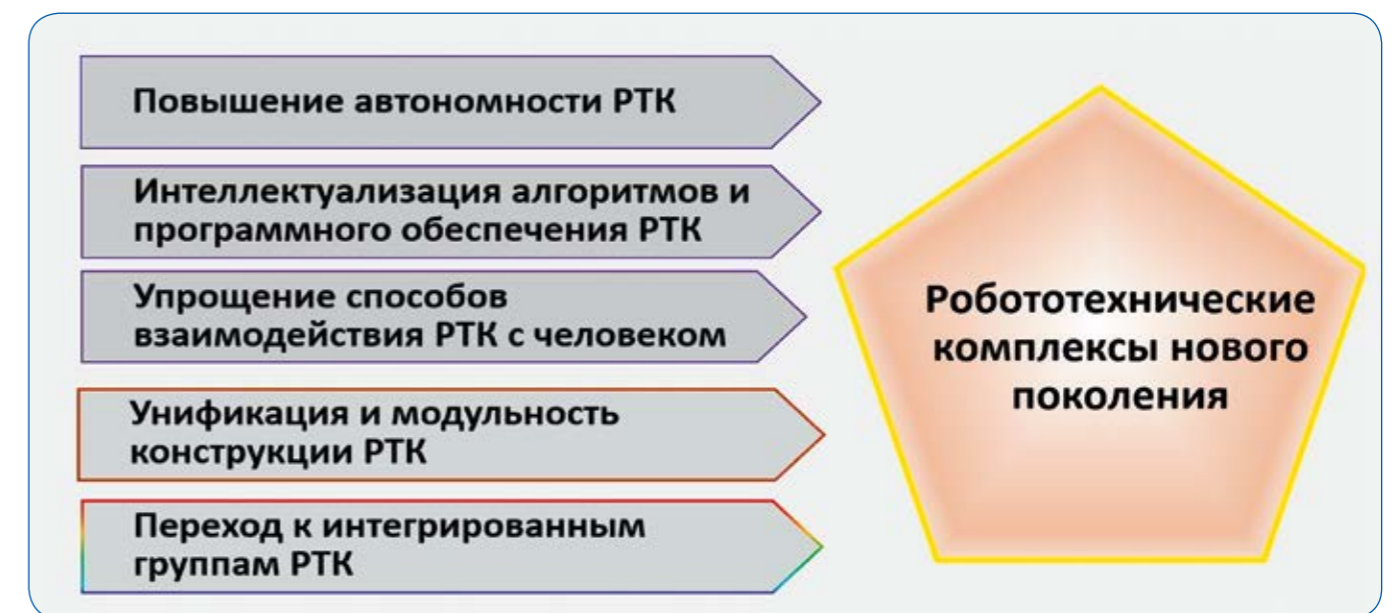 Повышение автономности РТК
Интеллектуализация алгоритмов и
программного обеспечения РТК
Упрощение способов
взаимодействия РТК с человеком
Унификация и модульность
конструкции РТК
Переход к интегрированным
группам РТК
Робототехнические
комплексы нового
поколения